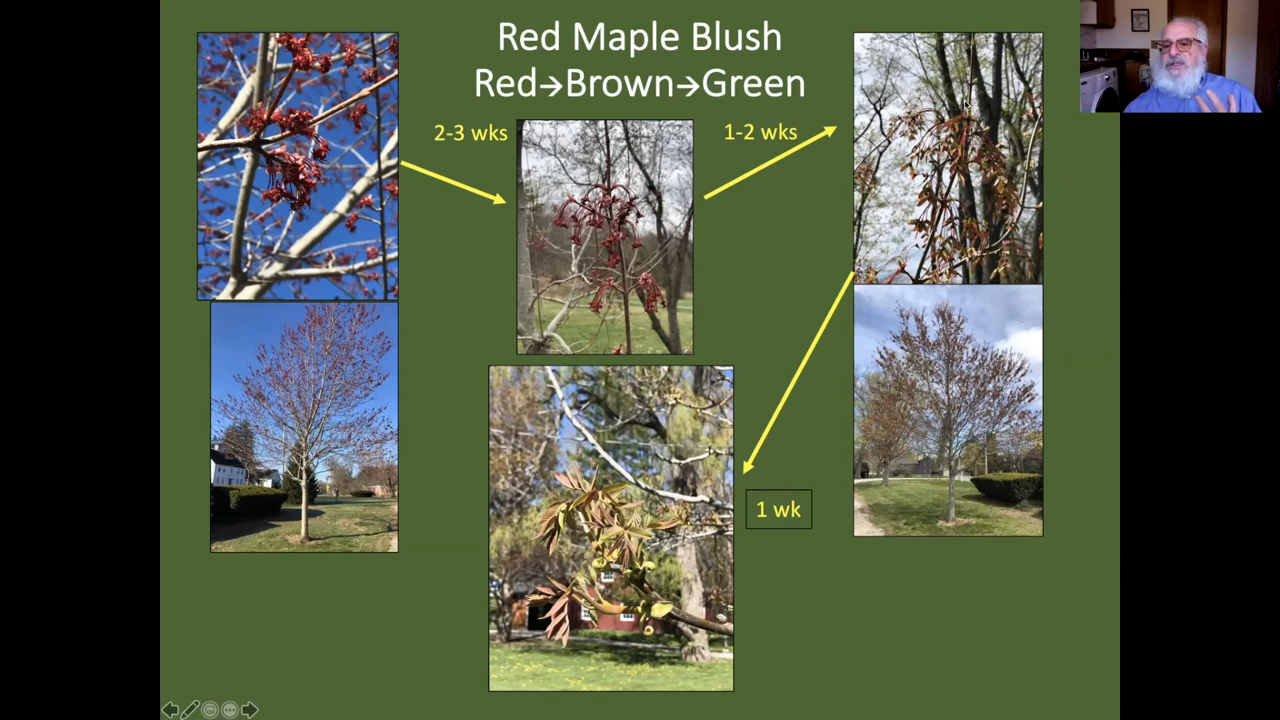 Red Maple Blush
Red→Brown→Green
2-3 wks
1-2 wks
1 wk